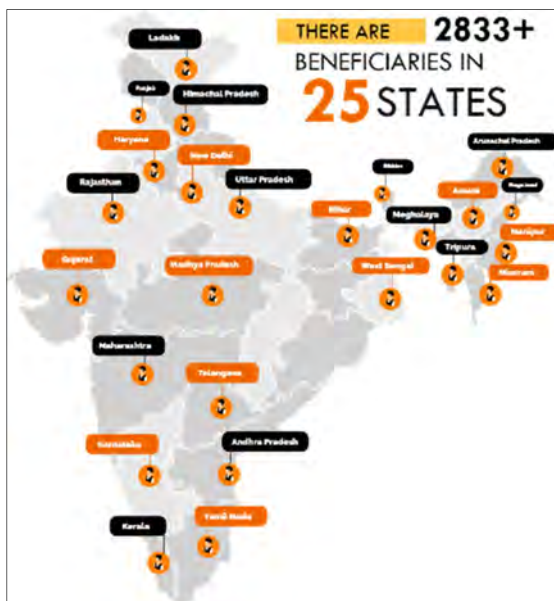 THERE ARE 2833+
BENEFICIARIES IN
25 STATES
Ladakh
Punjab
Himachal Pradesh
Haryana
New Delhi
Rajasthan
Uttar Pradesh
Arunachal Pradesh
Sikkim
Nagaland
Assam
Bihar
Meghalaya
Manipur
Tripura
Gujarat
Madhya Pradesh
West Bengal
Mizoram
Maharashtra
Telangana
Karnataka
Andhra Pradesh
Kerala
Tamil Nadu